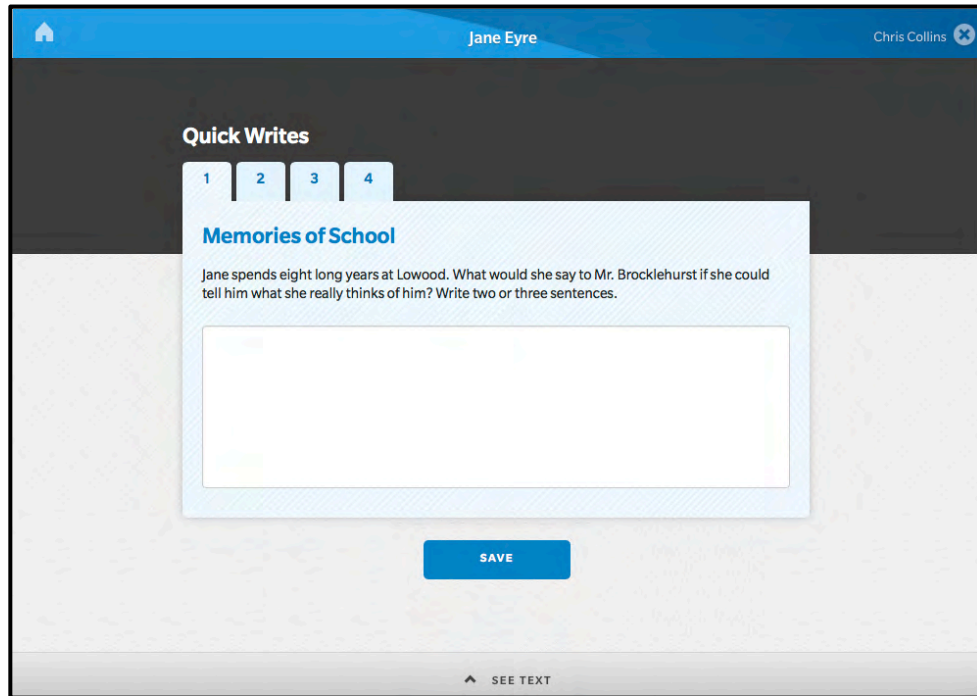 Jane Eyre
Chris Collins
Quick Writes
1 2 3 4
Memories of School
Jane spends eight long years at Lowood. What would she say to Mr. Brocklehurst if she could
tell him what she really thinks of him? Write two or three sentences.
SAVE
SEE TEXT